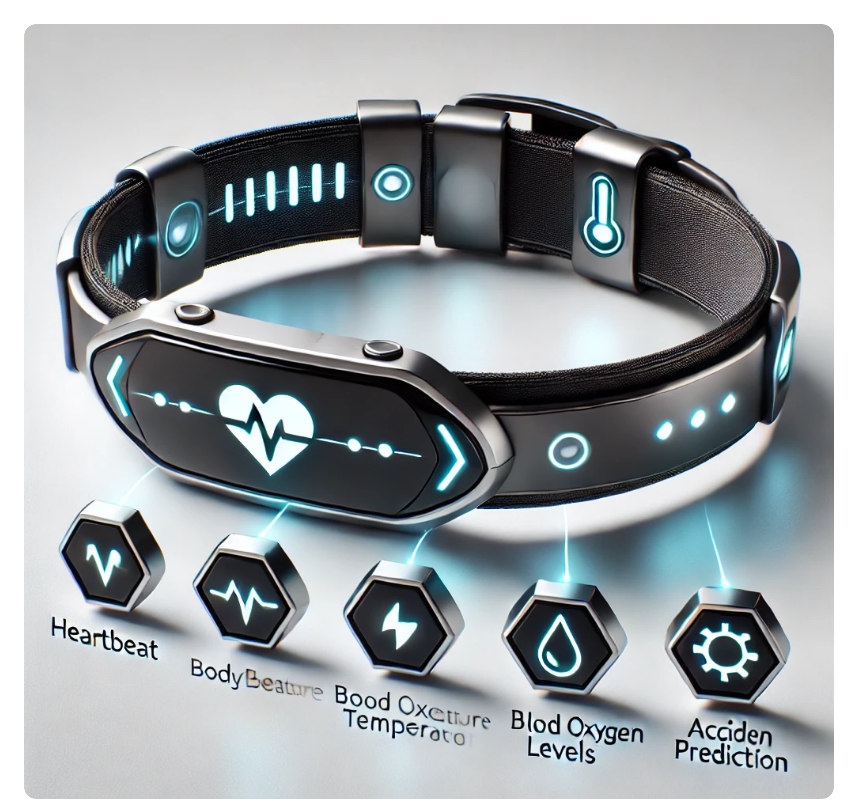 Heartbeat
BodyBeature
Bood Oxetture
Temperator
Blod Oxygen
Levels
Acciden
Prediction